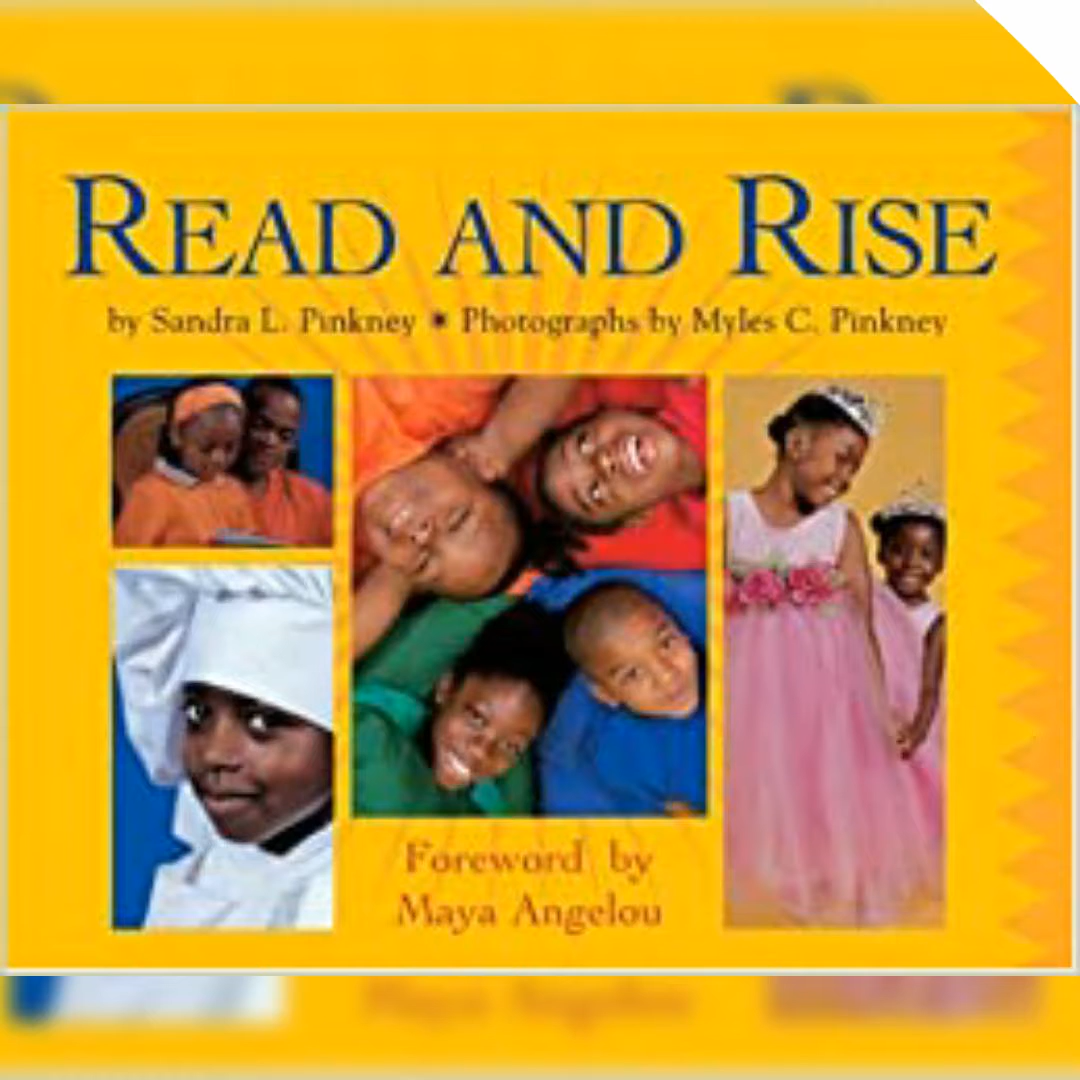 READ AND RISE
by Sandra L. Pinkney * Photographs by Myles C. Pinkney
Foreword by
Maya Angelou